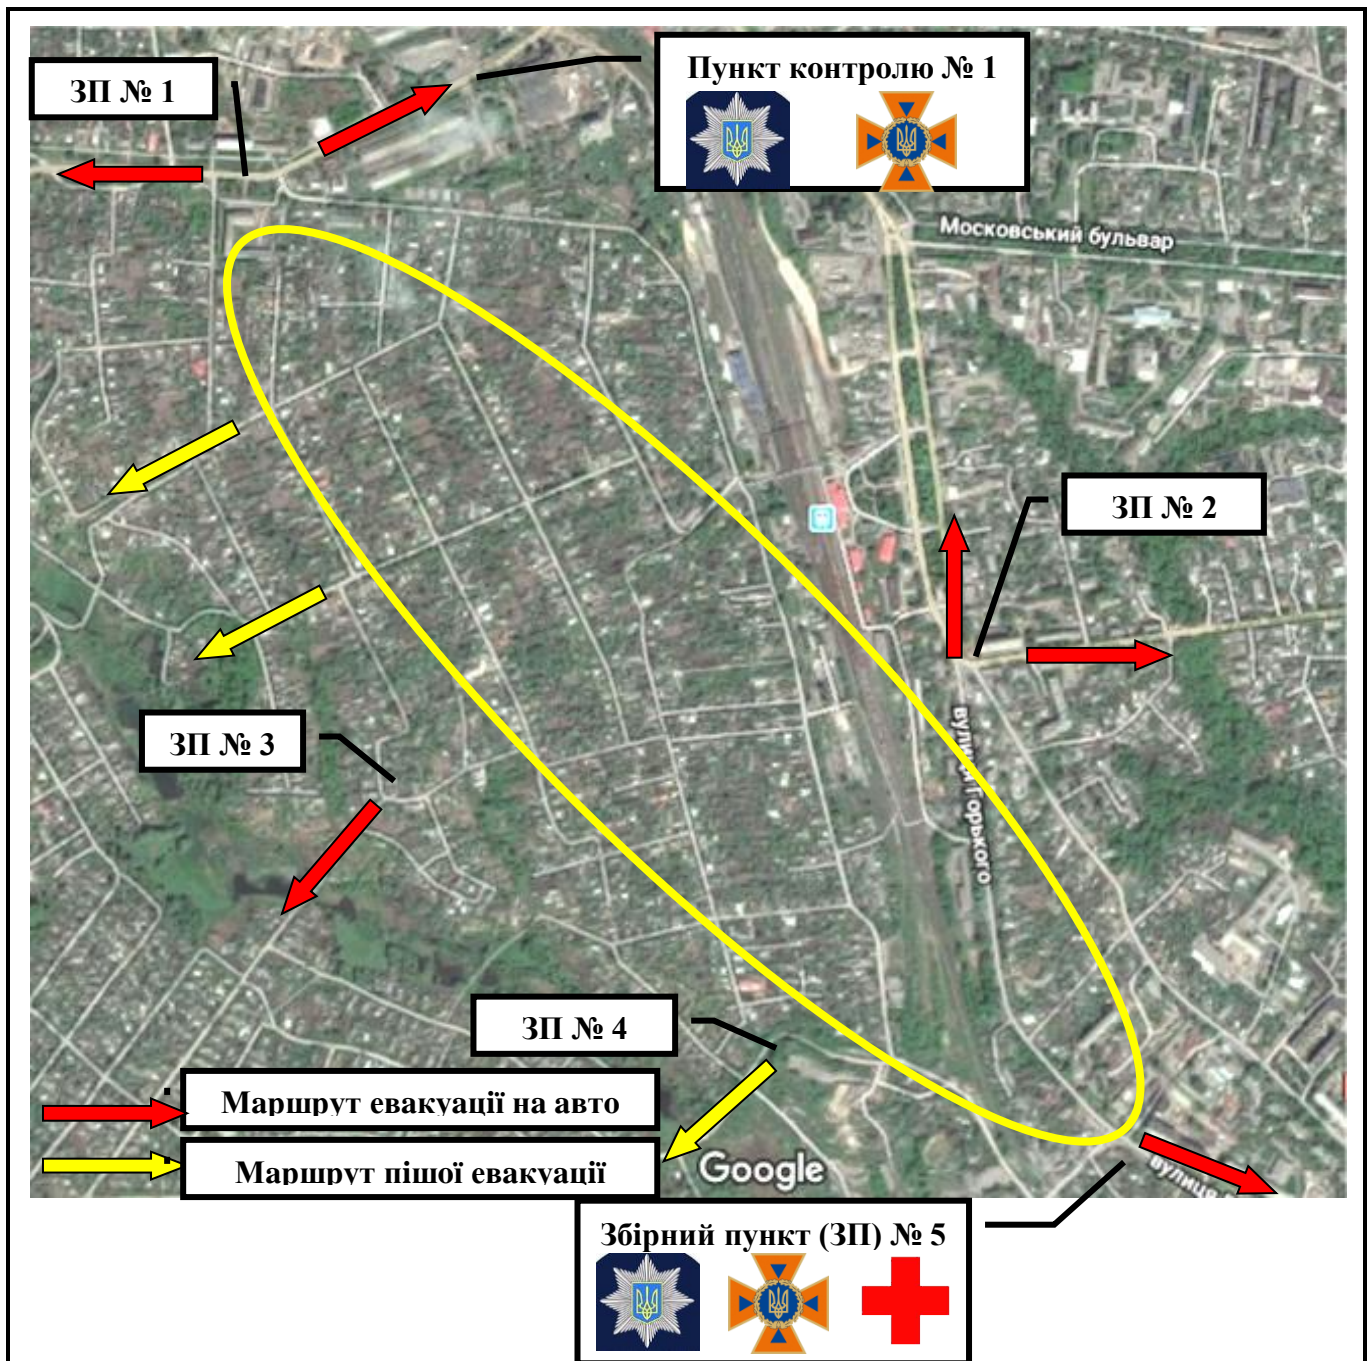 Пункт контролю № 1
ЗП № 1
Московський бульвар
ЗП № 2
вулиця Горького
ЗП № 3
ЗП № 4
Маршрут евакуації на авто
Маршрут пішої евакуації
Google
вулиця
Збірний пункт (ЗП) № 5